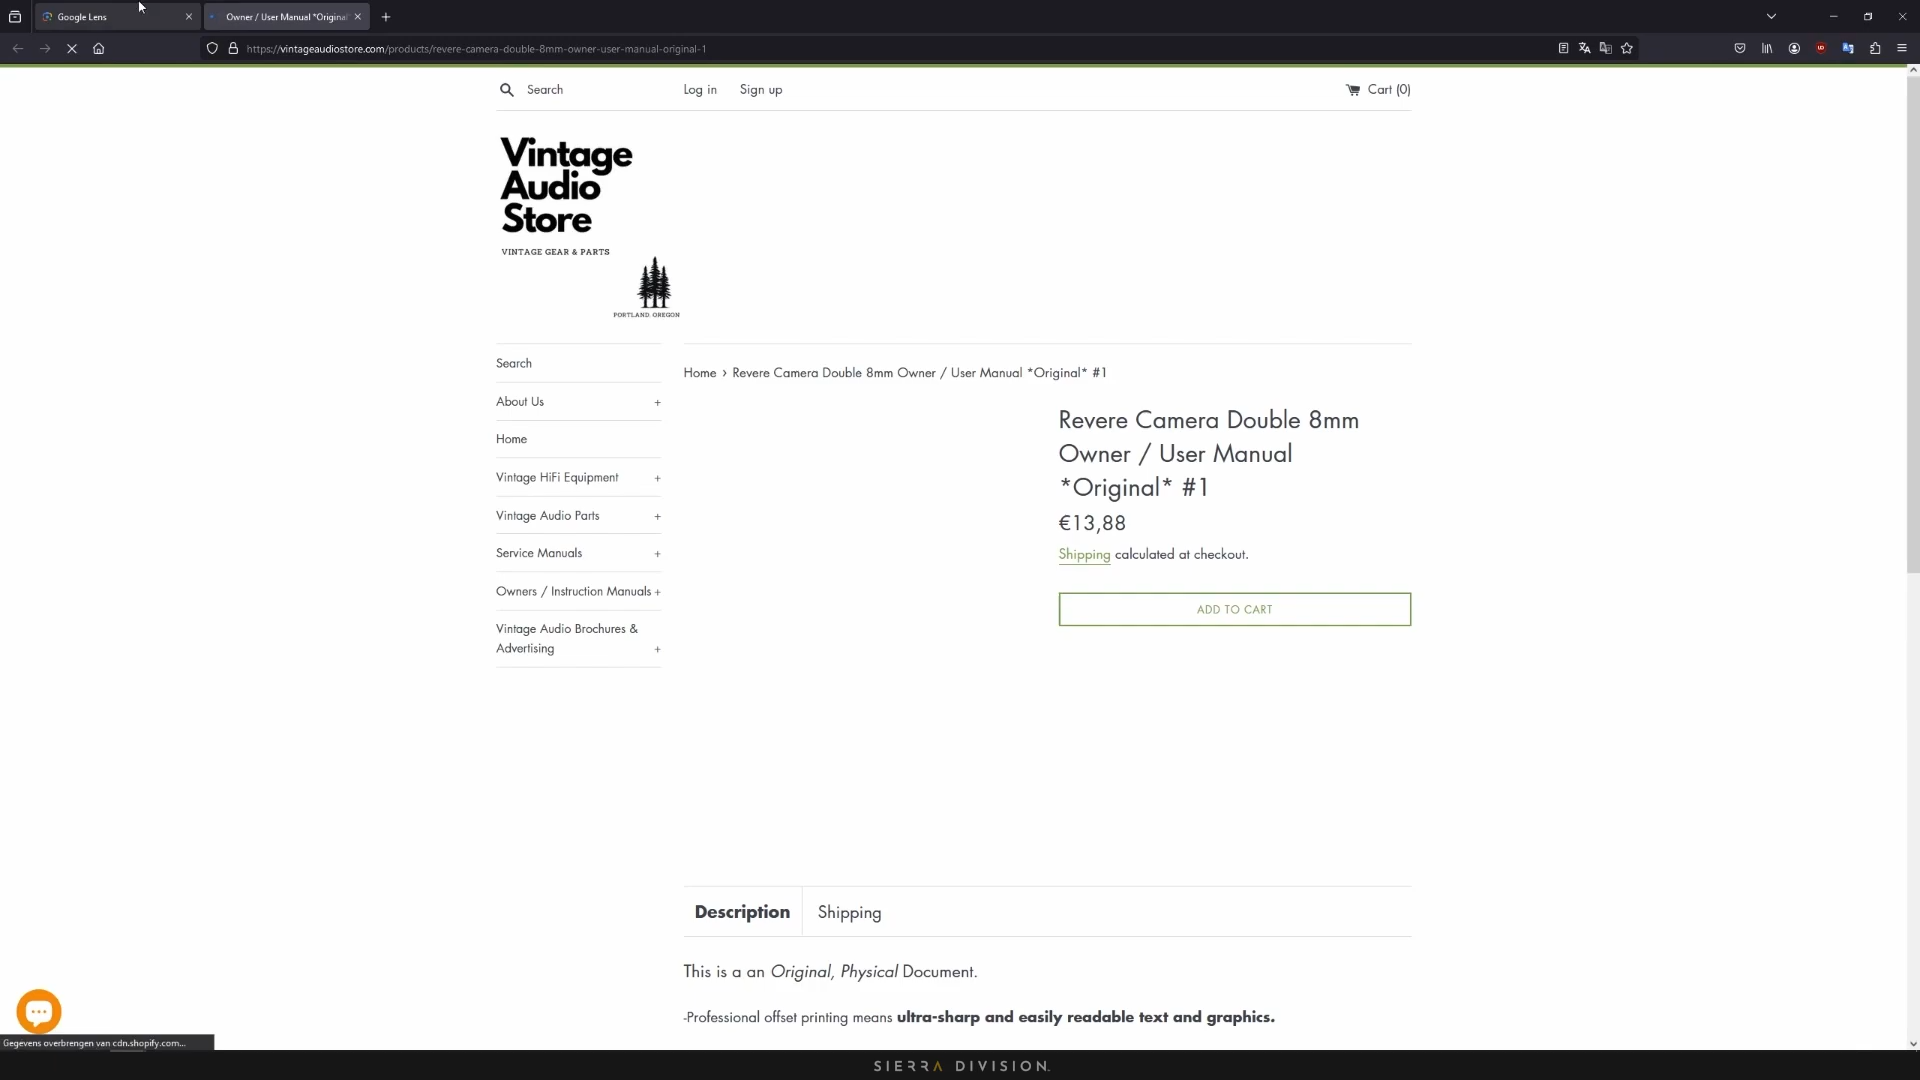 Google Lens
Owner / User Manual *Original*
https://vintageaudiostore.com/products/revere-camera-double-8mm-owner-user-manual-original-1
Search
Log in
Sign up
Cart (0)
Vintage
Audio
Store
VINTAGE GEAR & PARTS
PORTLAND, OREGON
Search
About Us +
Home
Vintage HiFi Equipment +
Vintage Audio Parts +
Service Manuals +
Owners / Instruction Manuals +
Vintage Audio Brochures &
Advertising +
Home › Revere Camera Double 8mm Owner / User Manual *Original* #1
Revere Camera Double 8mm
Owner / User Manual
*Original* #1
€13,88
Shipping calculated at checkout.
ADD TO CART
Description
Shipping
This is a an Original, Physical Document.
-Professional offset printing means ultra-sharp and easily readable text and graphics.
Gegevens overbrengen van cdn.shopify.com...
SIERRA DIVISION